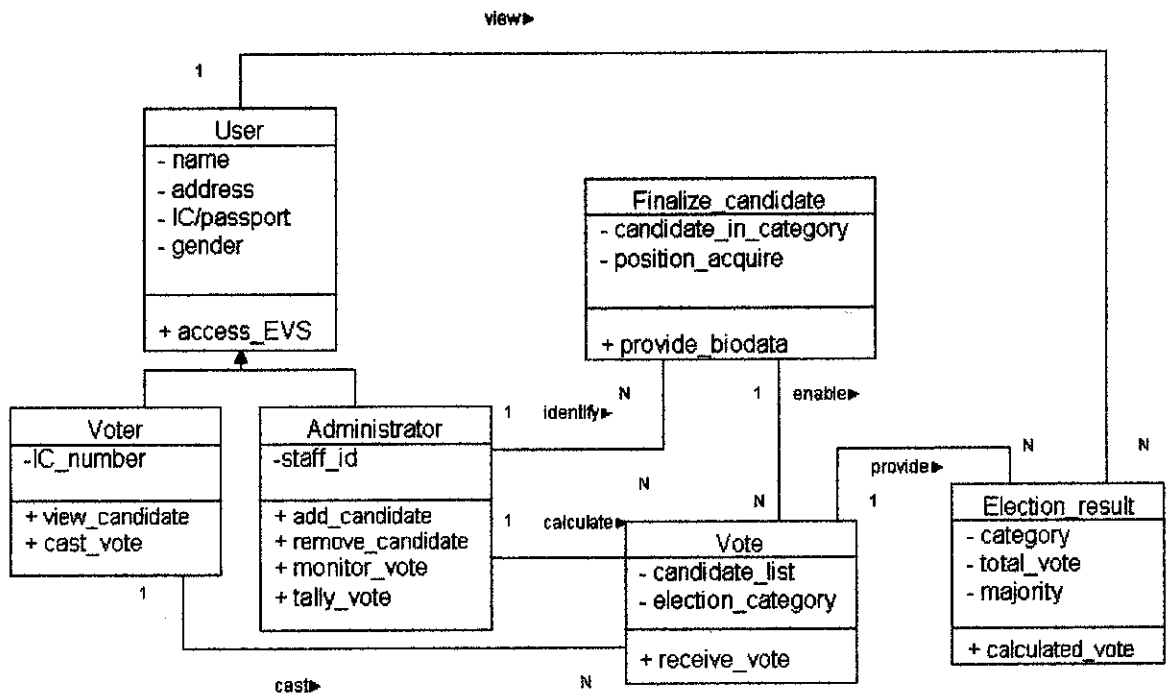 view►
1
User
- name
- address
- IC/passport
- gender
+ access_EVS
Finalize_candidate
- candidate_in_category
- position_acquire
+ provide_biodata
Voter
-IC_number
+ view_candidate
+ cast_vote
Administrator
-staff_id
+ add_candidate
+ remove_candidate
+ monitor_vote
+ tally_vote
1
identify►
N
1
enable►
N
1
calculate►
N
Vote
- candidate_list
- election_category
+ receive_vote
provide►
1
N
N
Election_result
- category
- total_vote
- majority
+ calculated_vote
1
cast►
N